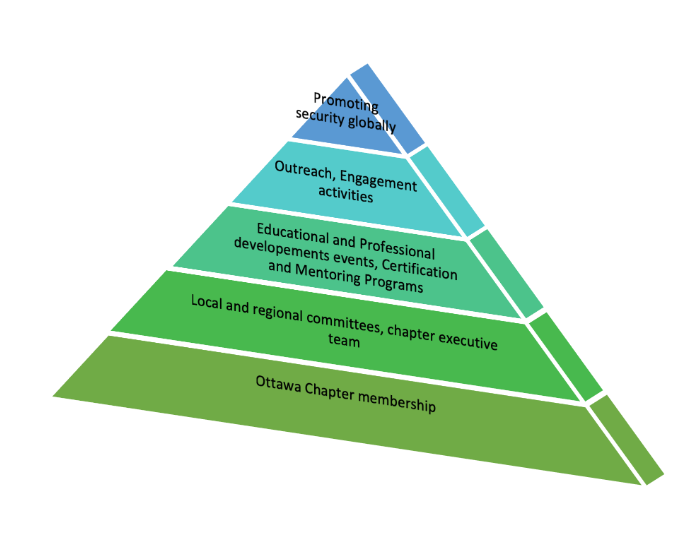 Promoting
security globally
Outreach, Engagement
activities
Educational and Professional
developements events, Certification
and Mentoring Programs
Local and regional committees, chapter executive
team
Ottawa Chapter membership